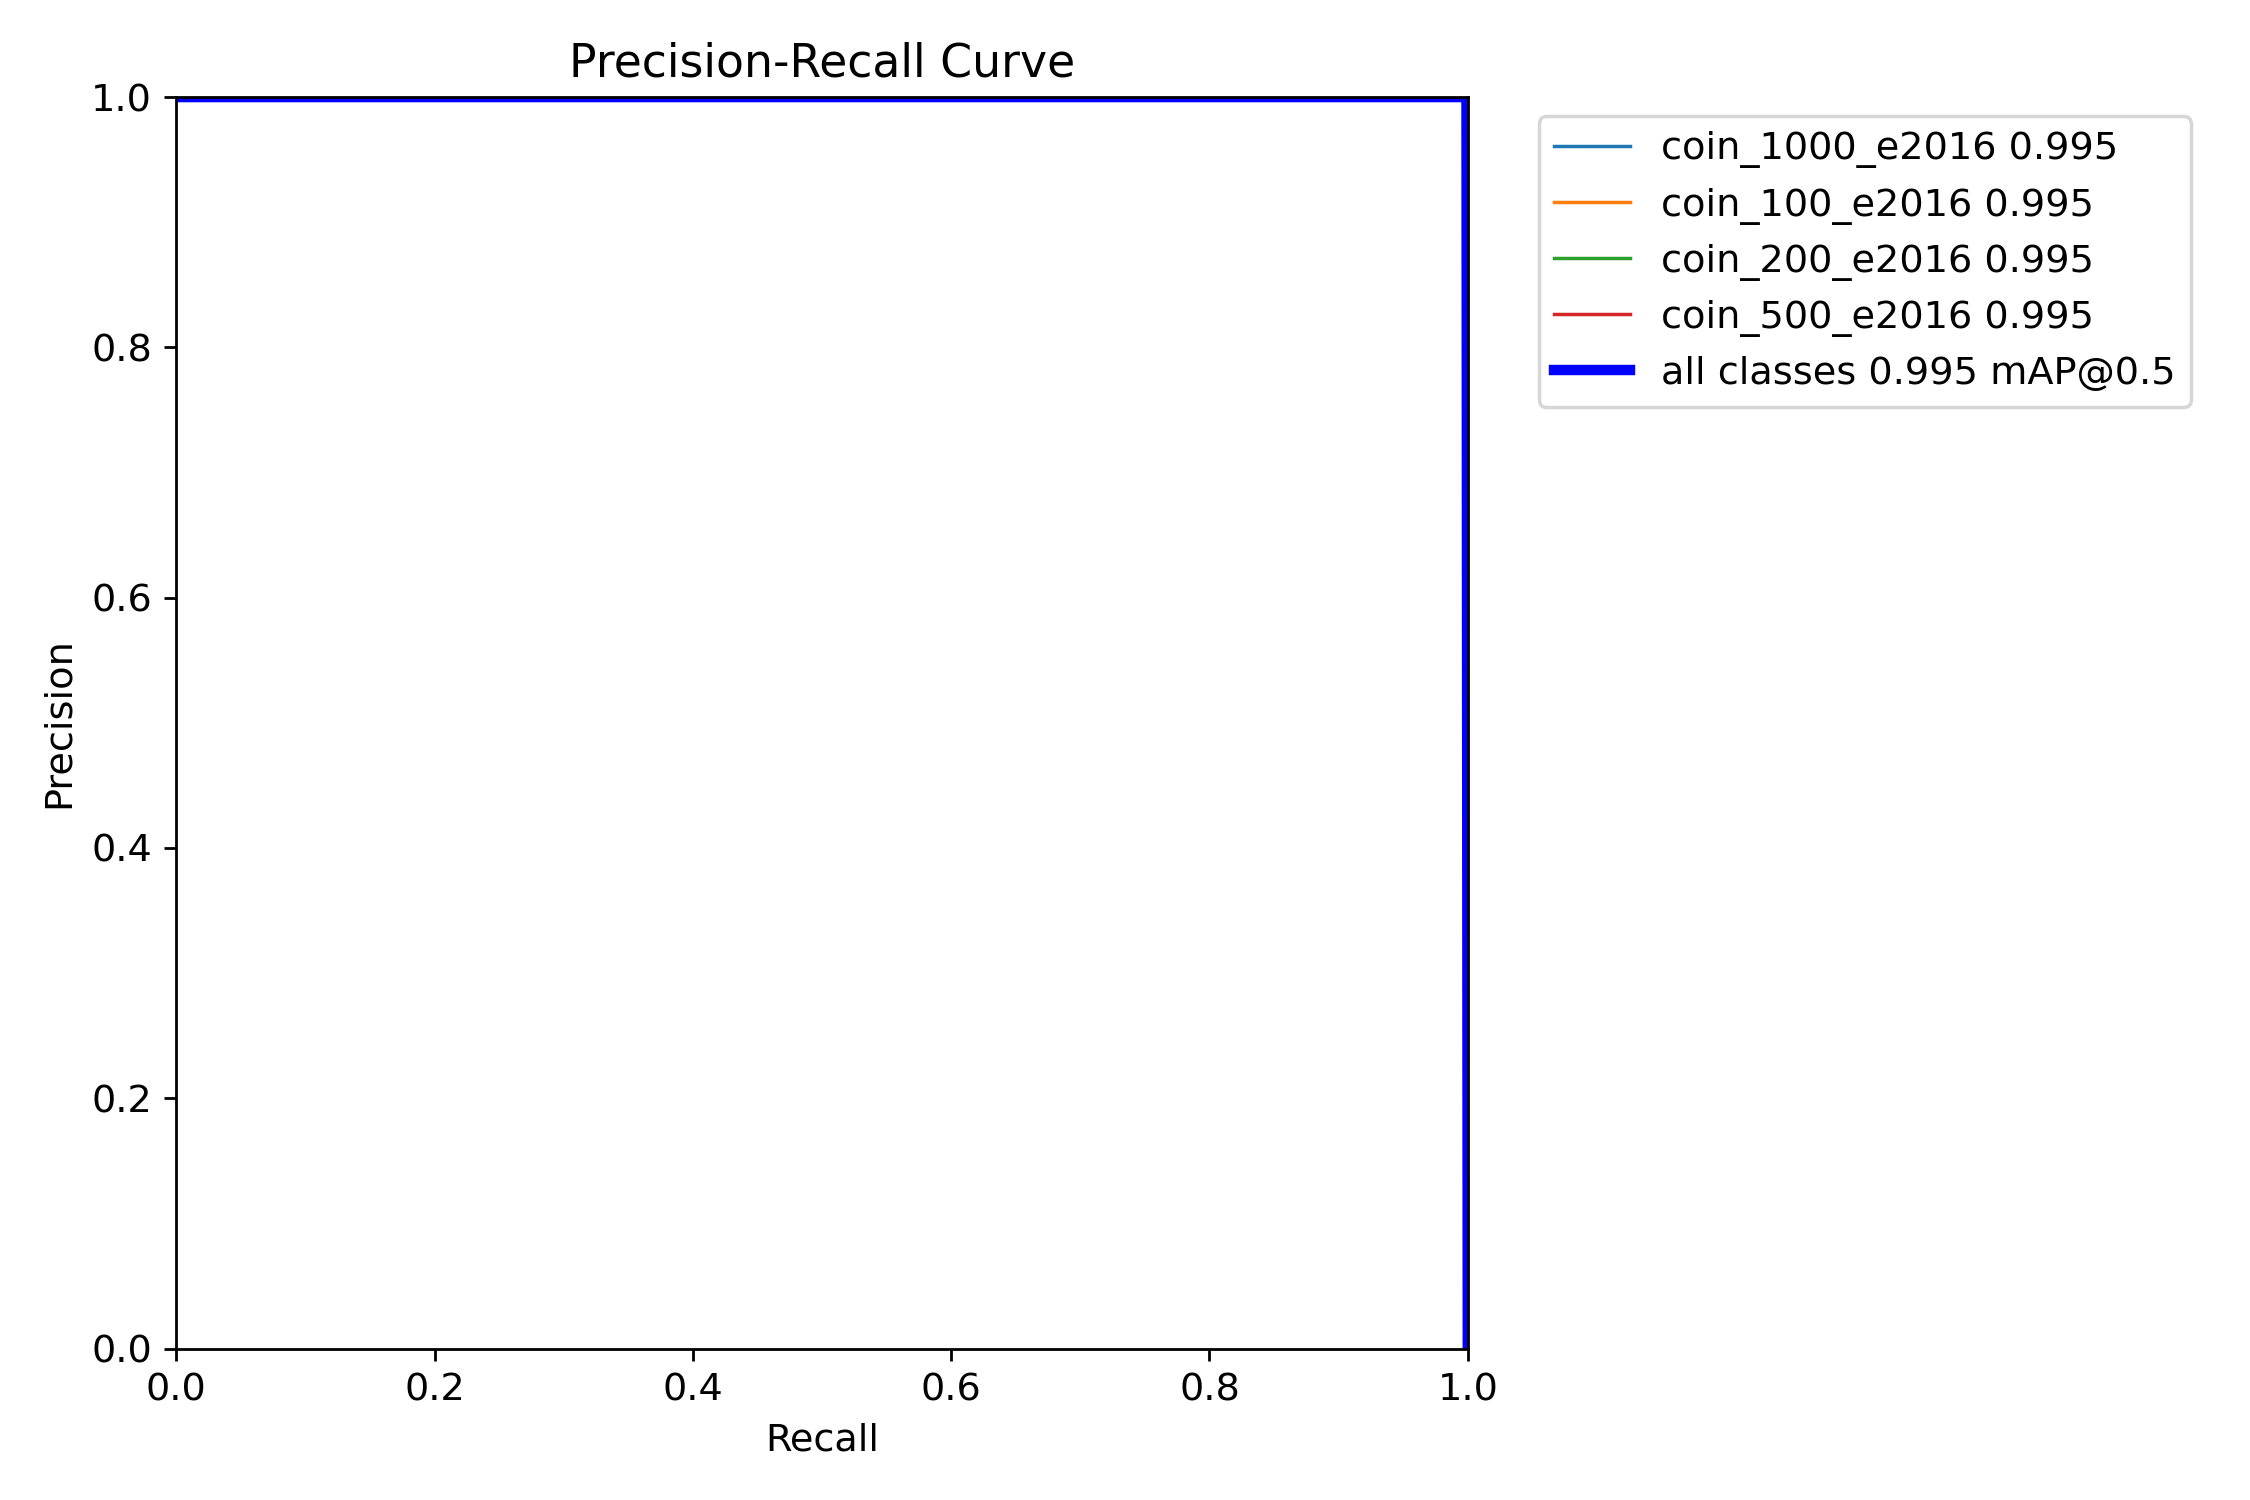 Precision-Recall Curve
1.0
0.8
0.6
0.4
0.2
0.0
Precision
0.0 0.2 0.4 0.6 0.8 1.0
Recall
coin_1000_e2016 0.995
coin_100_e2016 0.995
coin_200_e2016 0.995
coin_500_e2016 0.995
all classes 0.995 mAP@0.5